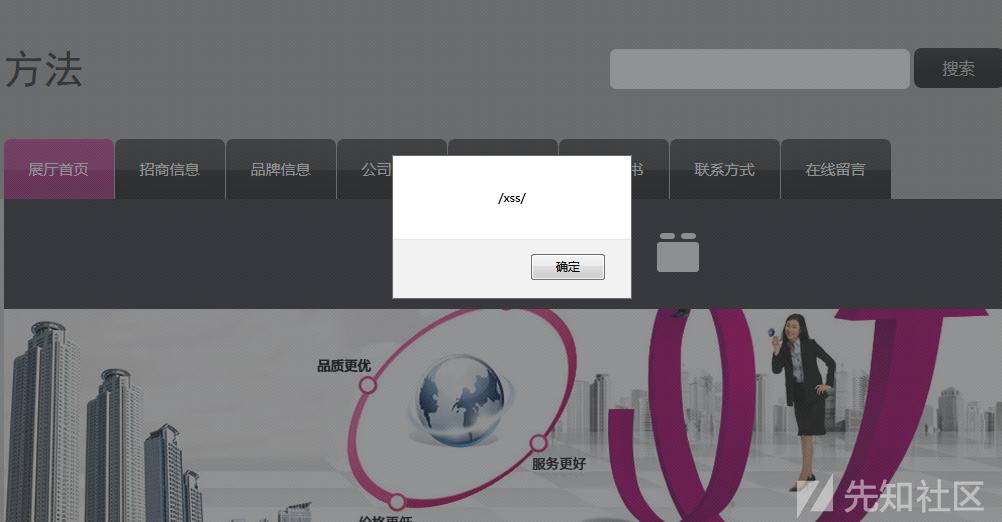 方法
搜索
展厅首页
招商信息
品牌信息
公司
书
联系方式
在线留言
/xss/
确定
品质更优
服务更好
价格更低
先知社区